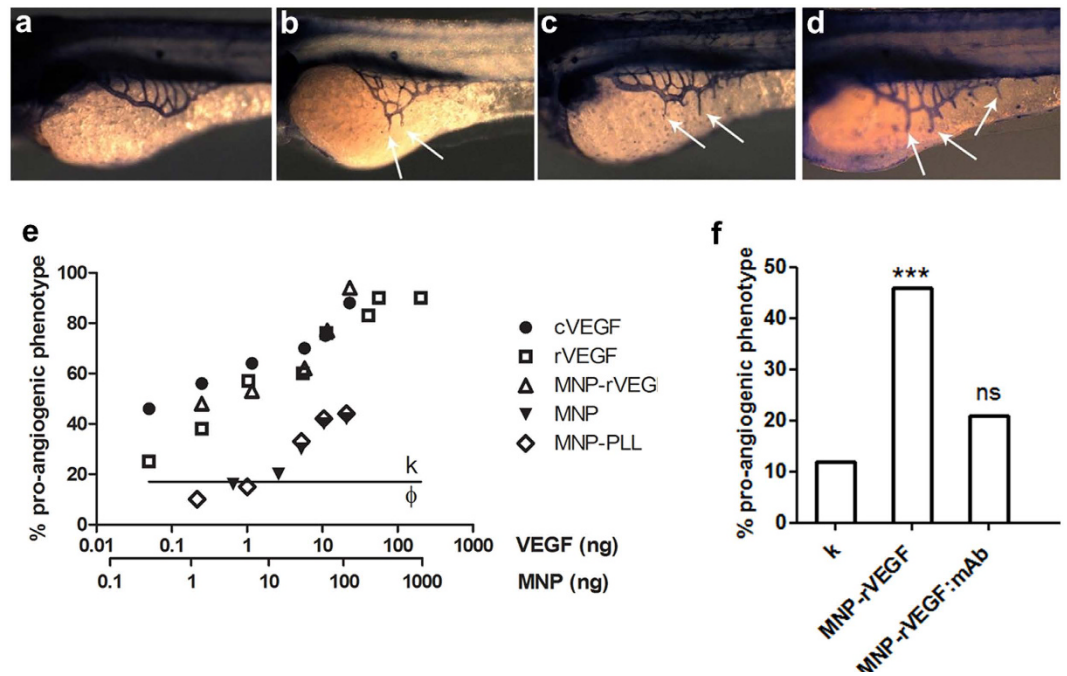 a
b
c
d
e
% pro-angiogenic phenotype
100
80
60
40
20
0
k
ϕ
0.01 0.1 1 10 100 1000 VEGF (ng)
0.1 1 10 100 1000 MNP (ng)
cVEGF
rVEGF
MNP-rVEG
MNP
MNP-PLL
f
% pro-angiogenic phenotype
50
40
30
20
10
0
***
ns
k
MNP-rVEGF
MNP-rVEGF:mAb